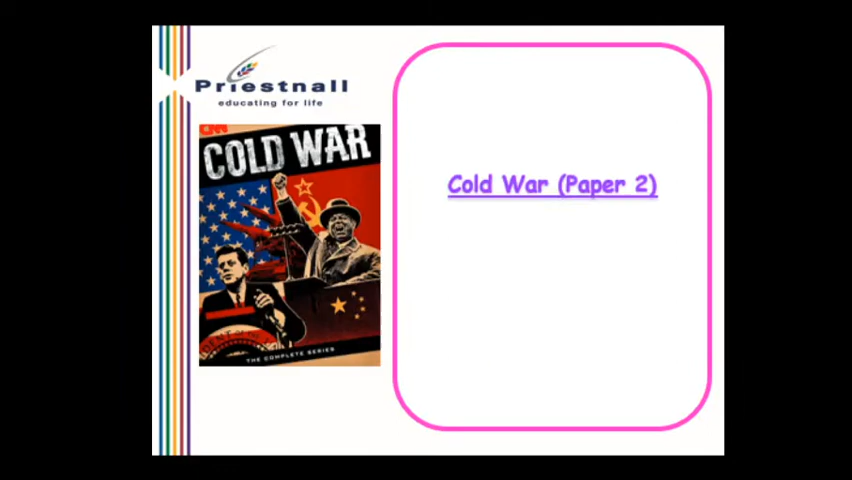 Priestnall
educating for life
CNN
COLD WAR
THE COMPLETE SERIES
Cold War (Paper 2)